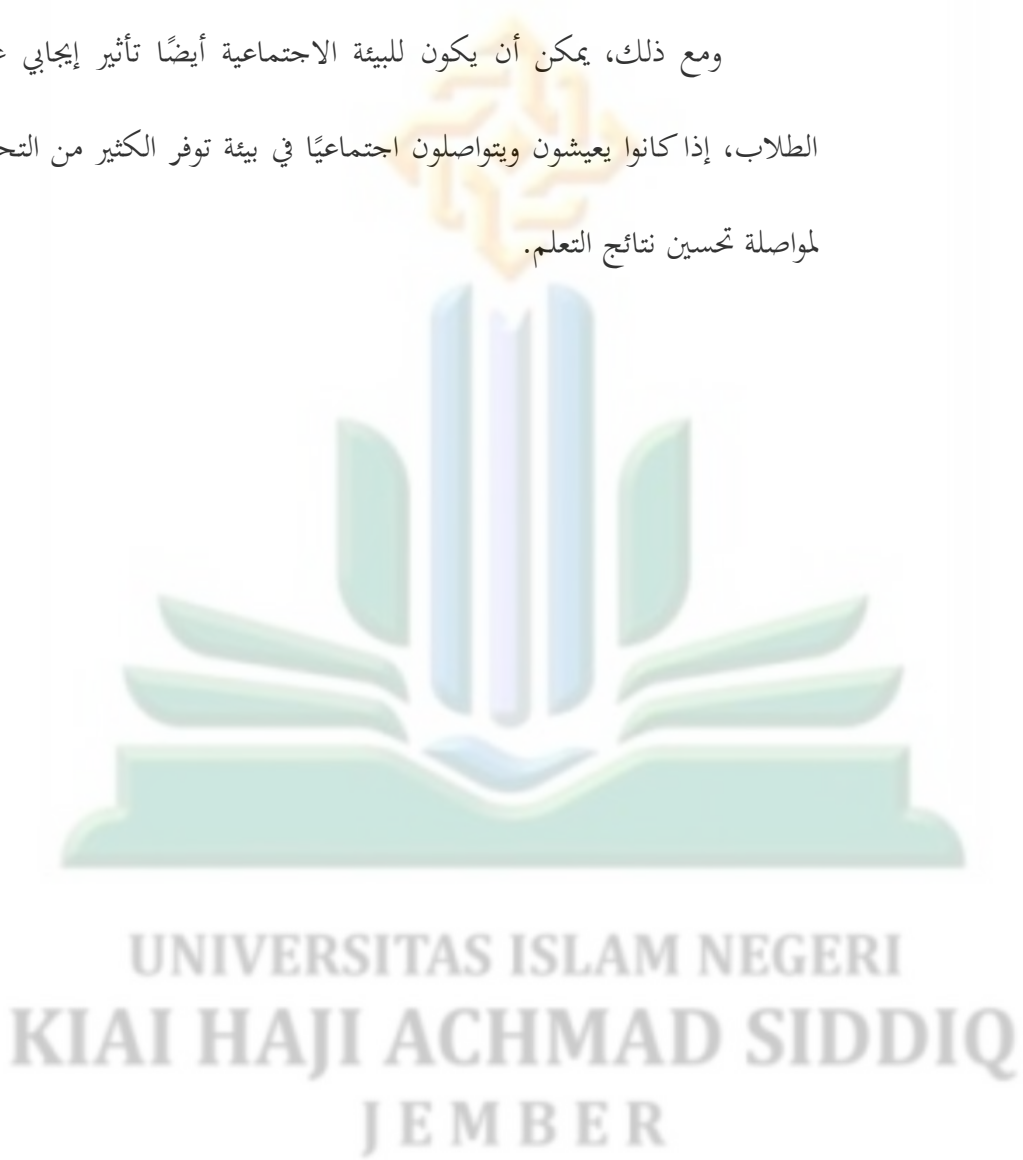 ومع ذلك، يمكن أن يكون للبيئة الاجتماعية أيضًا تأثير إيجابي
الطلاب، إذا كانوا يعيشون ويتواصلون اجتماعيًا في بيئة توفر الكثير من
لمواصلة تحسين نتائج التعلم.
UNIVERSITAS ISLAM NEGERI
KIAI HAJI ACHMAD SIDDIQ
JEMBER